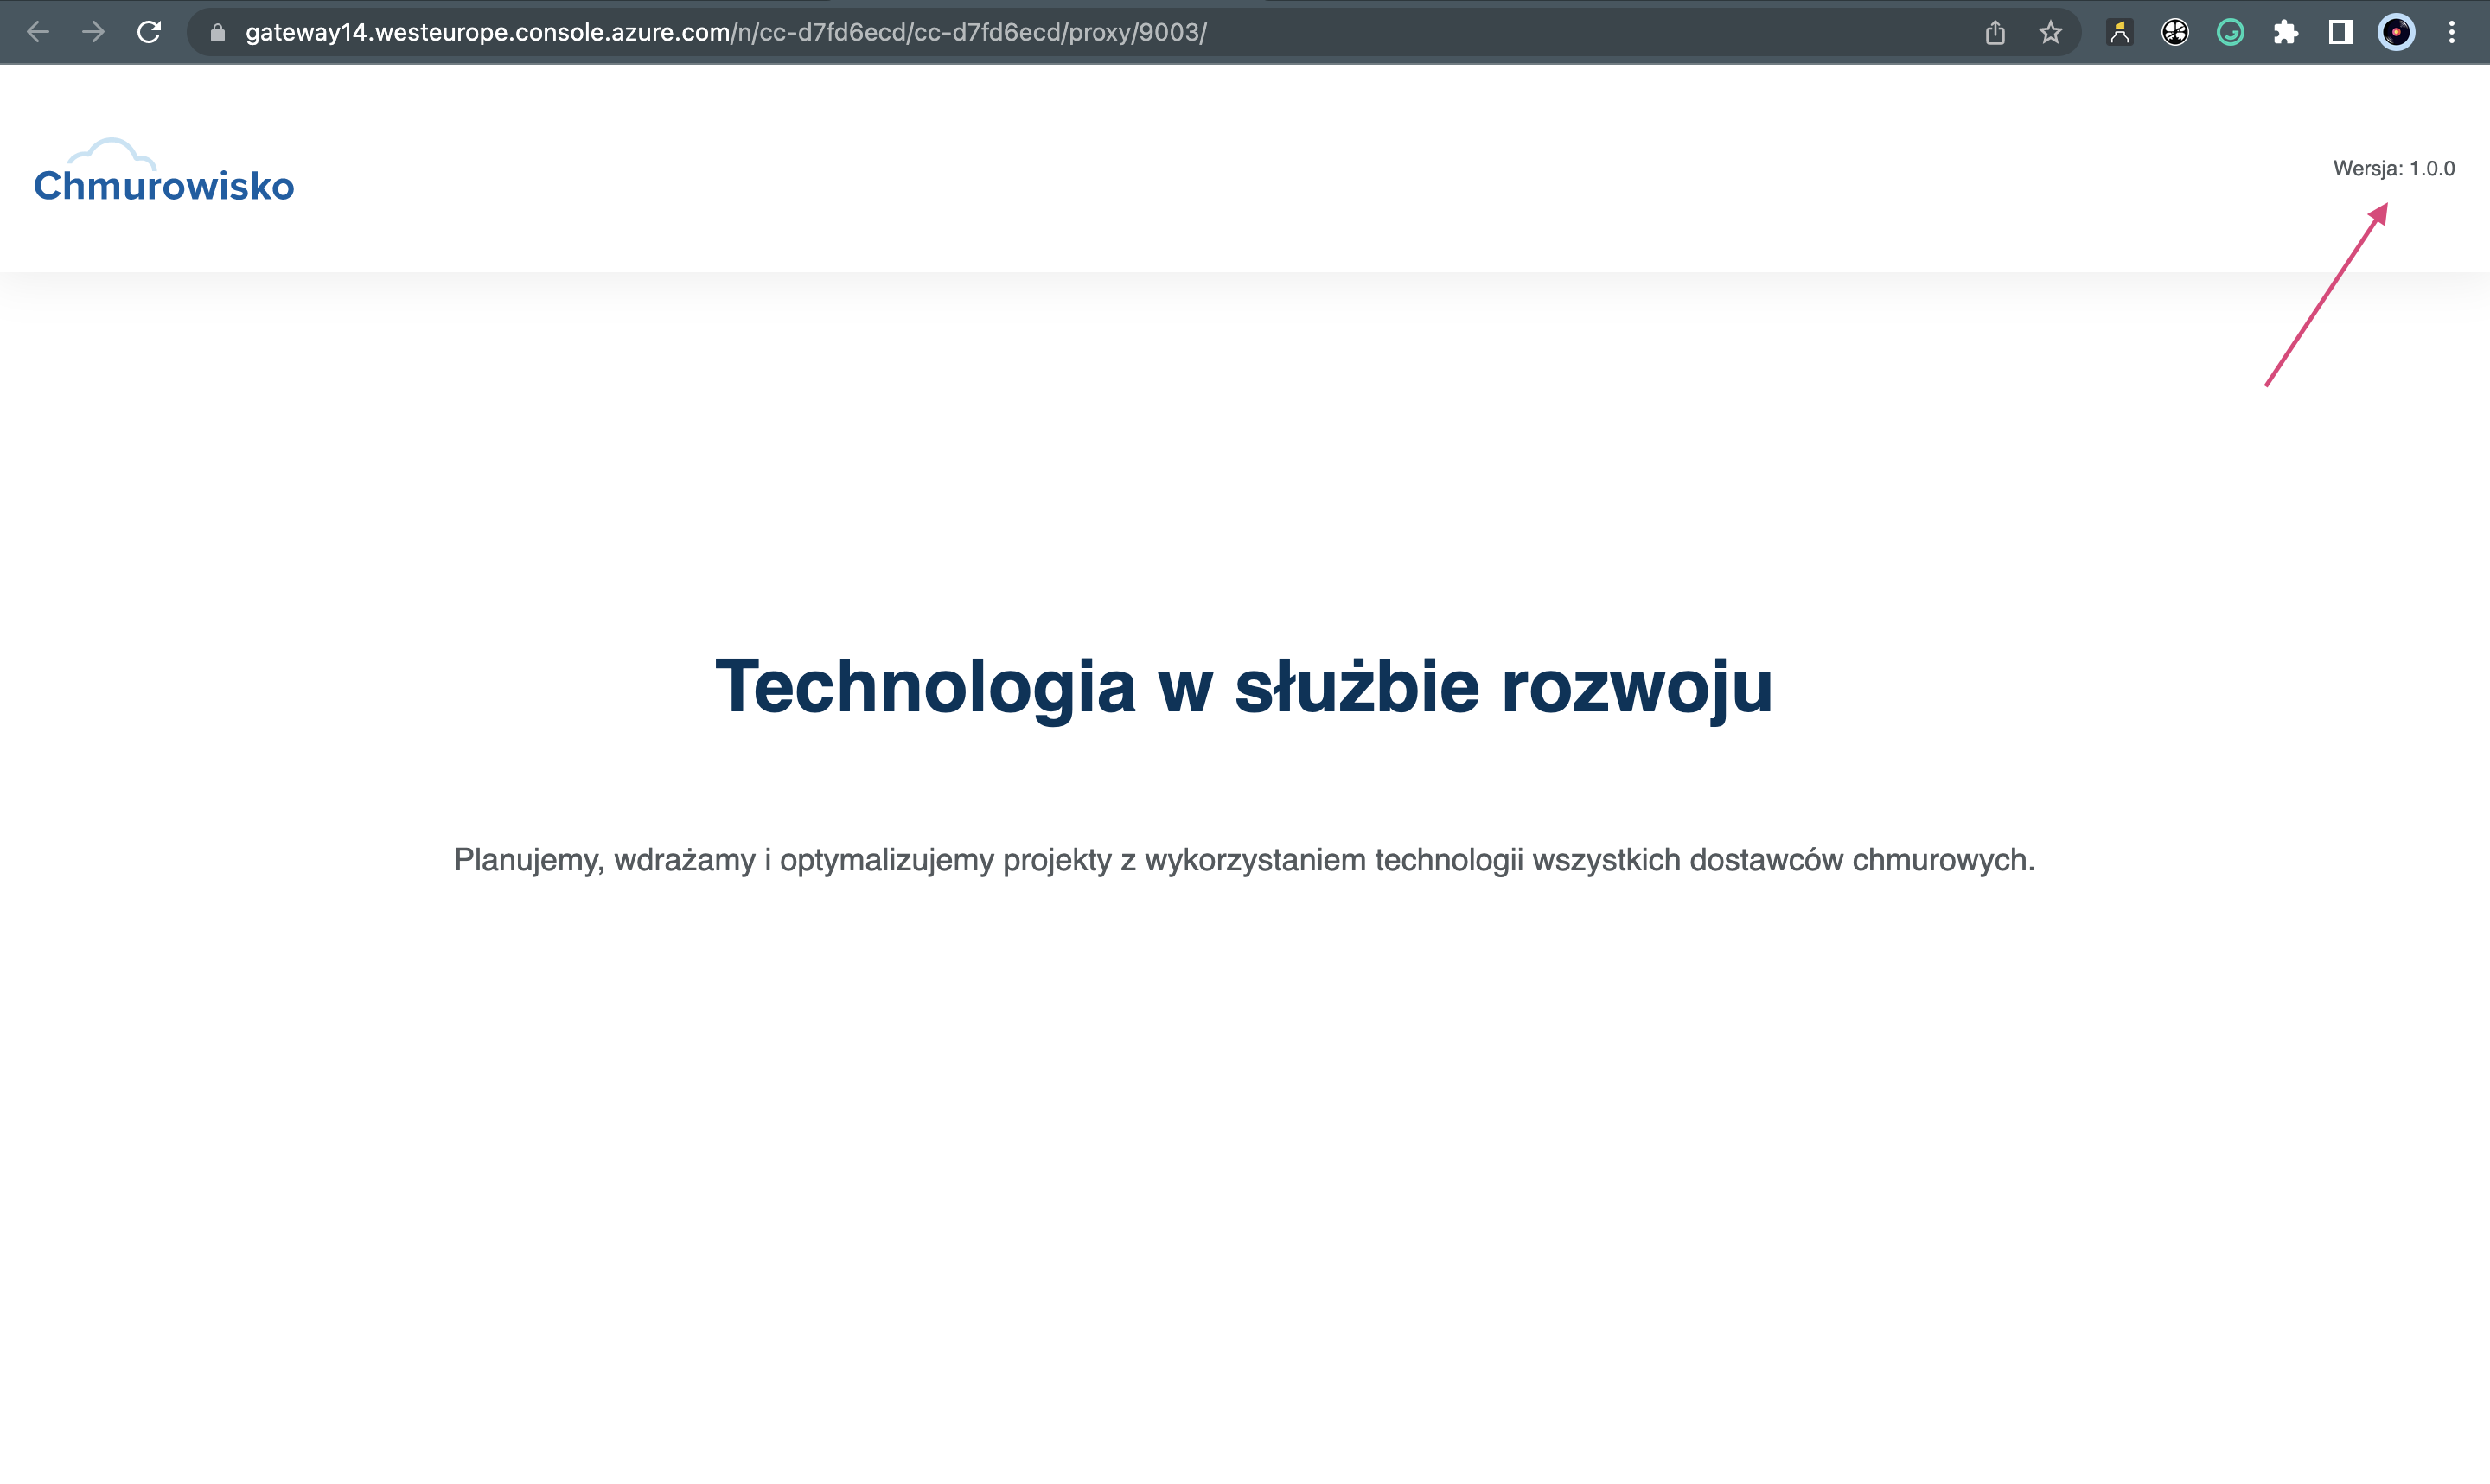 gateway14.westeurope.console.azure.com/n/cc-d7fd6ecd/cc-d7fd6ecd/proxy/9003/
Chmurowisko
Wersja: 1.0.0
Technologia w służbie rozwoju
Planujemy, wdrażamy i optymalizujemy projekty z wykorzystaniem technologii wszystkich dostawców chmurowych.